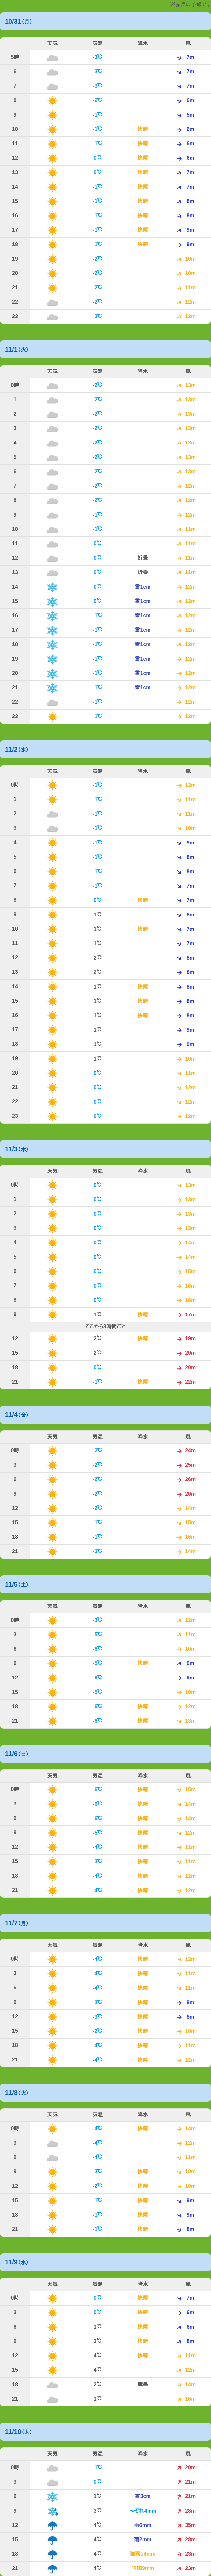 10/31(月)
天気 気温 降水 風
5時 -3℃ 7m
6 -3℃ 7m
7 -3℃ 7m
8 -2℃ 6m
9 -1℃ 5m
10 -1℃ 快晴 6m
11 -1℃ 快晴 6m
12 0℃ 快晴 6m
13 0℃ 快晴 7m
14 -1℃ 快晴 7m
15 -1℃ 快晴 8m
16 -1℃ 快晴 8m
17 -1℃ 快晴 9m
18 -1℃ 快晴 9m
19 -2℃ 10m
20 -2℃ 10m
21 -2℃ 11m
22 -2℃ 12m
23 -2℃ 12m
11/1(火)
天気 気温 降水 風
0時 -2℃ 13m
1 -2℃ 13m
2 -2℃ 13m
3 -2℃ 13m
4 -2℃ 13m
5 -2℃ 13m
6 -2℃ 13m
7 -2℃ 12m
8 -2℃ 12m
9 -1℃ 12m
10 -1℃ 11m
11 0℃ 11m
12 0℃ 折曇 11m
13 0℃ 折曇 11m
14 0℃ 雪1cm 12m
15 0℃ 雪1cm 12m
16 -1℃ 雪1cm 12m
17 -1℃ 雪1cm 12m
18 -1℃ 雪1cm 12m
19 -1℃ 雪1cm 12m
20 -1℃ 雪1cm 12m
21 -1℃ 雪1cm 12m
22 -1℃ 12m
23 -1℃ 12m
11/2(水)
天気 気温 降水 風
0時 -1℃ 12m
1 -1℃ 11m
2 -1℃ 11m
3 -1℃ 10m
4 -1℃ 9m
5 -1℃ 8m
6 -1℃ 8m
7 -1℃ 7m
8 0℃ 快晴 7m
9 1℃ 6m
10 1℃ 快晴 7m
11 1℃ 7m
12 2℃ 8m
13 2℃ 8m
14 1℃ 快晴 8m
15 1℃ 快晴 8m
16 1℃ 快晴 8m
17 1℃ 9m
18 1℃ 9m
19 1℃ 10m
20 0℃ 11m
21 0℃ 12m
22 0℃ 12m
23 0℃ 12m
11/3(木)
天気 気温 降水 風
0時 0℃ 13m
1 0℃ 13m
2 0℃ 13m
3 0℃ 13m
4 0℃ 14m
5 0℃ 14m
6 0℃ 15m
7 0℃ 16m
8 0℃ 16m
9 1℃ 快晴 17m
ここから3時間ごと
12 2℃ 快晴 19m
15 2℃ 20m
18 0℃ 20m
21 -1℃ 快晴 22m
11/4(金)
天気 気温 降水 風
0時 -2℃ 24m
3 -2℃ 25m
6 -2℃ 26m
9 -2℃ 20m
12 -2℃ 14m
15 -1℃ 15m
18 -1℃ 16m
21 -3℃ 14m
11/5(土)
天気 気温 降水 風
0時 -3℃ 12m
3 -5℃ 11m
6 -6℃ 10m
9 -5℃ 快晴 9m
12 -6℃ 9m
15 -5℃ 10m
18 -6℃ 快晴 12m
21 -6℃ 快晴 13m
11/6(日)
天気 気温 降水 風
0時 -6℃ 快晴 15m
3 -6℃ 快晴 14m
6 -6℃ 快晴 14m
9 -5℃ 快晴 12m
12 -4℃ 快晴 11m
15 -3℃ 快晴 11m
18 -4℃ 快晴 12m
21 -4℃ 快晴 12m
11/7(月)
天気 気温 降水 風
0時 -4℃ 快晴 12m
3 -4℃ 快晴 11m
6 -4℃ 快晴 11m
9 -3℃ 快晴 9m
12 -3℃ 快晴 8m
15 -2℃ 快晴 10m
18 -4℃ 快晴 11m
21 -4℃ 快晴 12m
11/8(火)
天気 気温 降水 風
0時 -4℃ 快晴 14m
3 -4℃ 12m
6 -4℃ 11m
9 -3℃ 快晴 10m
12 -2℃ 快晴 10m
15 -1℃ 快晴 9m
18 -1℃ 快晴 9m
21 -1℃ 快晴 8m
11/9(水)
天気 気温 降水 風
0時 0℃ 快晴 7m
3 0℃ 快晴 6m
6 1℃ 快晴 6m
9 3℃ 快晴 8m
12 4℃ 快晴 11m
15 4℃ 12m
18 2℃ 薄曇 14m
21 1℃ 16m
11/10(木)
天気 気温 降水 風
0時 -1℃ 20m
3 0℃ 21m
6 1℃ 雪3cm 21m
9 3℃ みぞれ4mm 28m
12 4℃ 雨6mm 35m
15 4℃ 雨2mm 28m
18 4℃ 強雨14mm 23m
21 4℃ 強雨9mm 23m